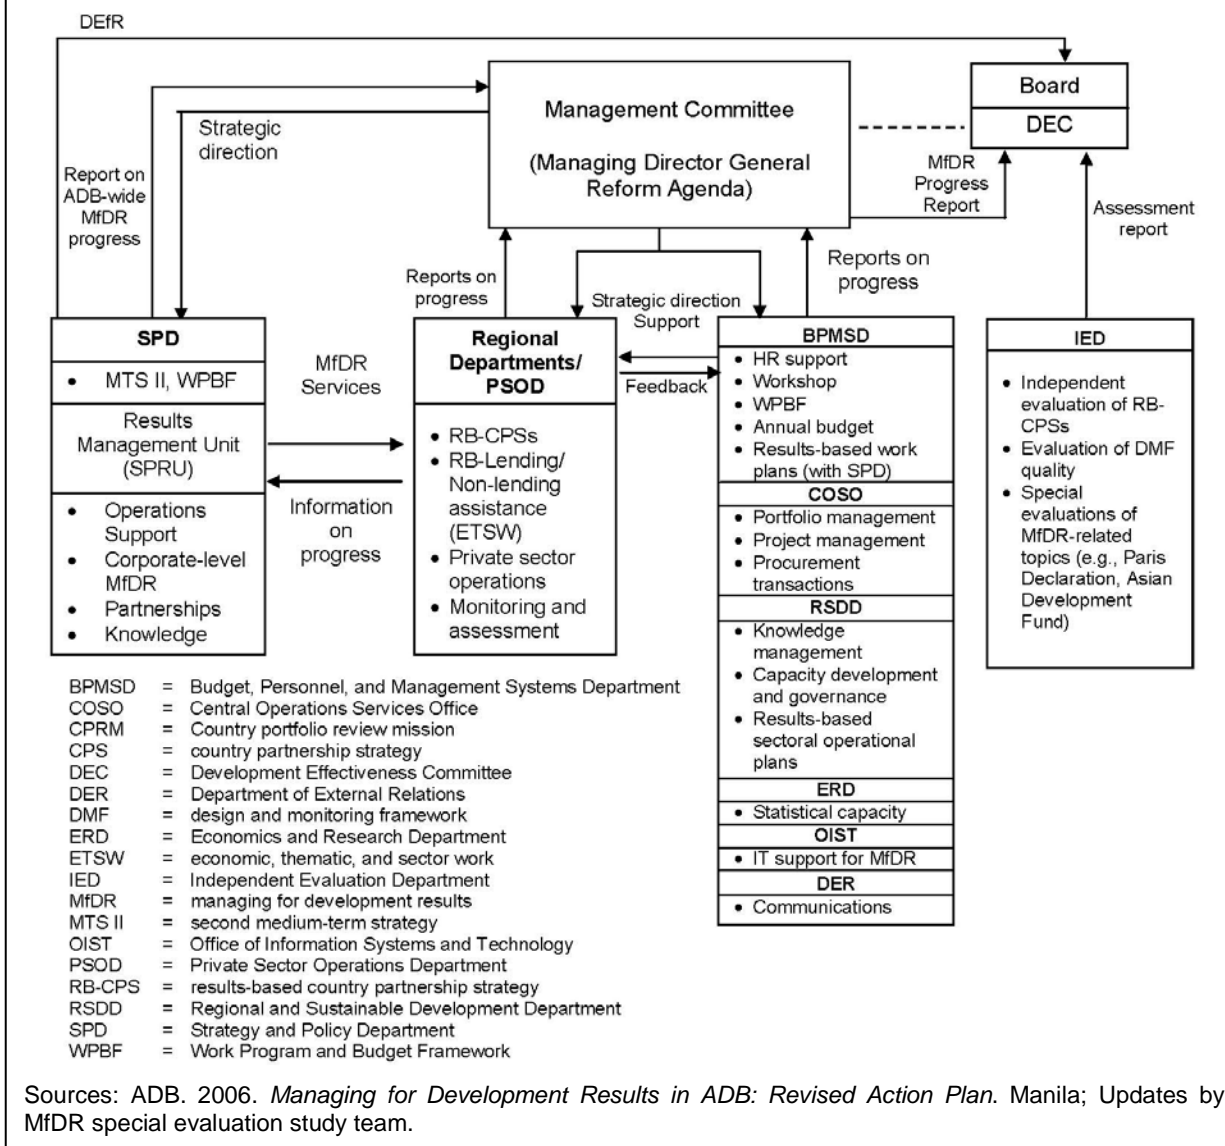 DEfR
Board
DEC
Management Committee
(Managing Director General
Reform Agenda)
Strategic
direction
Report on
ADB-wide
MfDR
progress
MfDR
Progress
Report
Assessment
report
Reports on
progress
Strategic direction
Support
Reports on
progress
Feedback
SPD
• MTS II, WPBF
Results
Management Unit
(SPRU)
• Operations
Support
• Corporate-level
MfDR
• Partnerships
• Knowledge
MfDR
Services
Information
on
progress
Regional
Departments/
PSOD
• RB-CPSs
• RB-Lending/
Non-lending
assistance
(ETSW)
• Private sector
operations
• Monitoring and
assessment
BPMSD
• HR support
• Workshop
• WPBF
• Annual budget
• Results-based work
plans (with SPD)
COSO
• Portfolio management
• Project management
• Procurement
transactions
RSDD
• Knowledge
management
• Capacity development
and governance
• Results-based
sectoral operational
plans
ERD
• Statistical capacity
OIST
• IT support for MfDR
DER
• Communications
IED
• Independent
evaluation of RB-
CPSs
• Evaluation of DMF
quality
• Special
evaluations of
MfDR-related
topics (e.g., Paris
Declaration, Asian
Development
Fund)
BPMSD = Budget, Personnel, and Management Systems Department
COSO = Central Operations Services Office
CPRM = Country portfolio review mission
CPS = country partnership strategy
DEC = Development Effectiveness Committee
DER = Department of External Relations
DMF = design and monitoring framework
ERD = Economics and Research Department
ETSW = economic, thematic, and sector work
IED = Independent Evaluation Department
MfDR = managing for development results
MTS II = second medium-term strategy
OIST = Office of Information Systems and Technology
PSOD = Private Sector Operations Department
RB-CPS = results-based country partnership strategy
RSDD = Regional and Sustainable Development Department
SPD = Strategy and Policy Department
WPBF = Work Program and Budget Framework
Sources: ADB. 2006. Managing for Development Results in ADB: Revised Action Plan. Manila; Updates by
MfDR special evaluation study team.